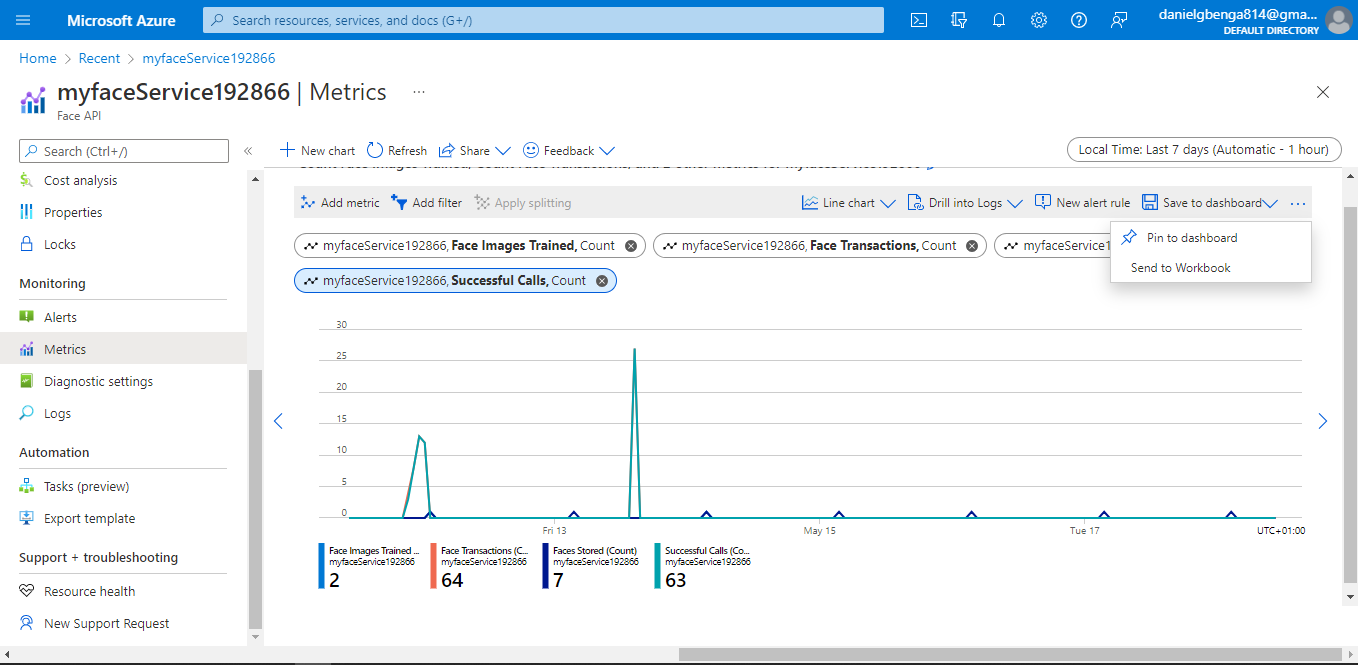 Microsoft Azure
Search resources, services, and docs (G+/)
danielgbenga814@gma...
DEFAULT DIRECTORY
Home > Recent > myfaceService192866
myfaceService192866 | Metrics ...
Face API
Search (Ctrl+/)
«
New chart
Refresh
Share
Feedback
Local Time: Last 7 days (Automatic - 1 hour)
Cost analysis
Properties
Locks
Monitoring
Alerts
Metrics
Diagnostic settings
Logs
Automation
Tasks (preview)
Export template
Support + troubleshooting
Resource health
New Support Request
Add metric
Add filter
Apply splitting
Line chart
Drill into Logs
New alert rule
Save to dashboard
...
Pin to dashboard
Send to Workbook
myfaceService192866, Face Images Trained, Count
myfaceService192866, Face Transactions, Count
myfaceService1
myfaceService192866, Successful Calls, Count
30
25
20
15
10
5
0
Fri 13
May 15
Tue 17
UTC+01:00
Face Images Trained ...
myfaceService192866
2
Face Transactions (C...
myfaceService192866
64
Faces Stored (Count)
myfaceService192866
7
Successful Calls (Co...
myfaceService192866
63